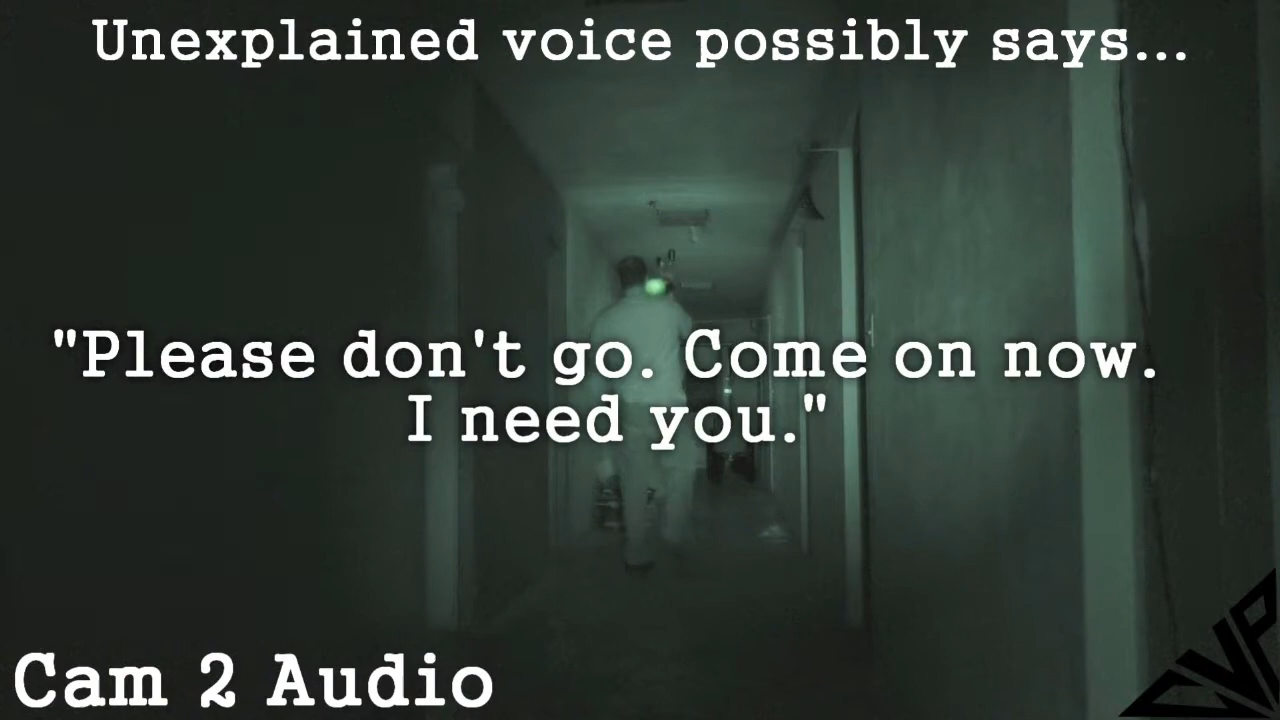 Unexplained voice possibly says...
"Please don't go. Come on now.
I need you."
Cam 2 Audio